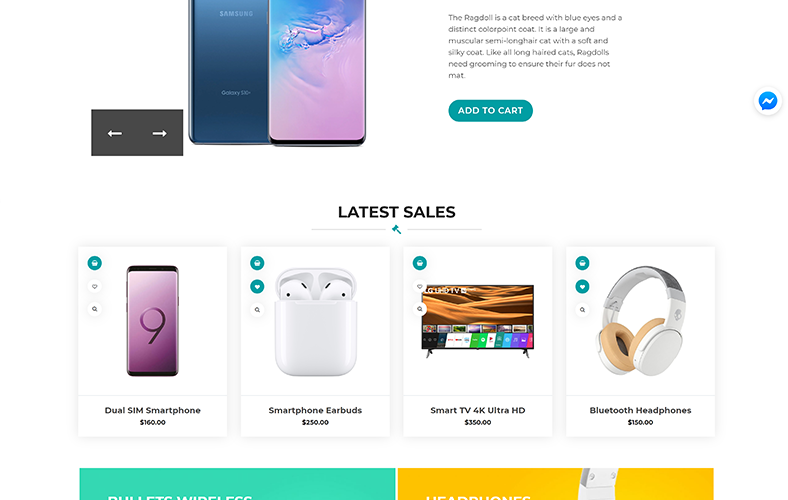 SAMSUNG
Galaxy S10+
The Ragdoll is a cat breed with blue eyes and a
distinct colorpoint coat. It is a large and
muscular semi-longhair cat with a soft and
silky coat. Like all long haired cats, Ragdolls
need grooming to ensure their fur does not
mat.
ADD TO CART
LATEST SALES
9
Dual SIM Smartphone
$160.00
Smartphone Earbuds
$250.00
Smart TV 4K Ultra HD
$350.00
Bluetooth Headphones
$150.00
BULLETS WIRELESS
HEADPHONES